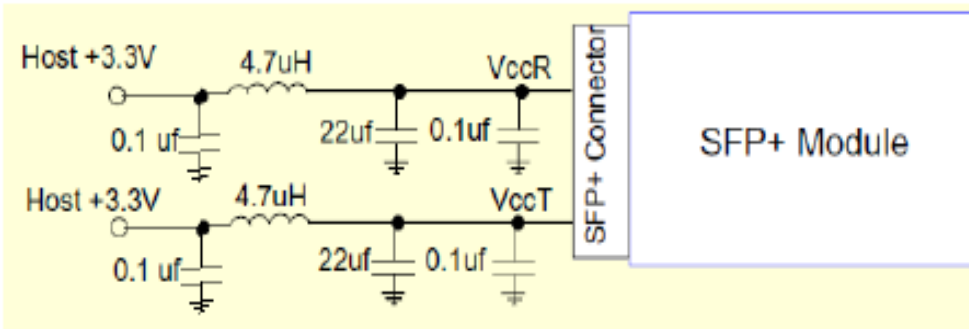 Host +3.3V
4.7uH
VccR
0.1 uf
22uf
0.1uf
Host +3.3V
4.7uH
VccT
0.1 uf
22uf
0.1uf
SFP+ Connector
SFP+ Module